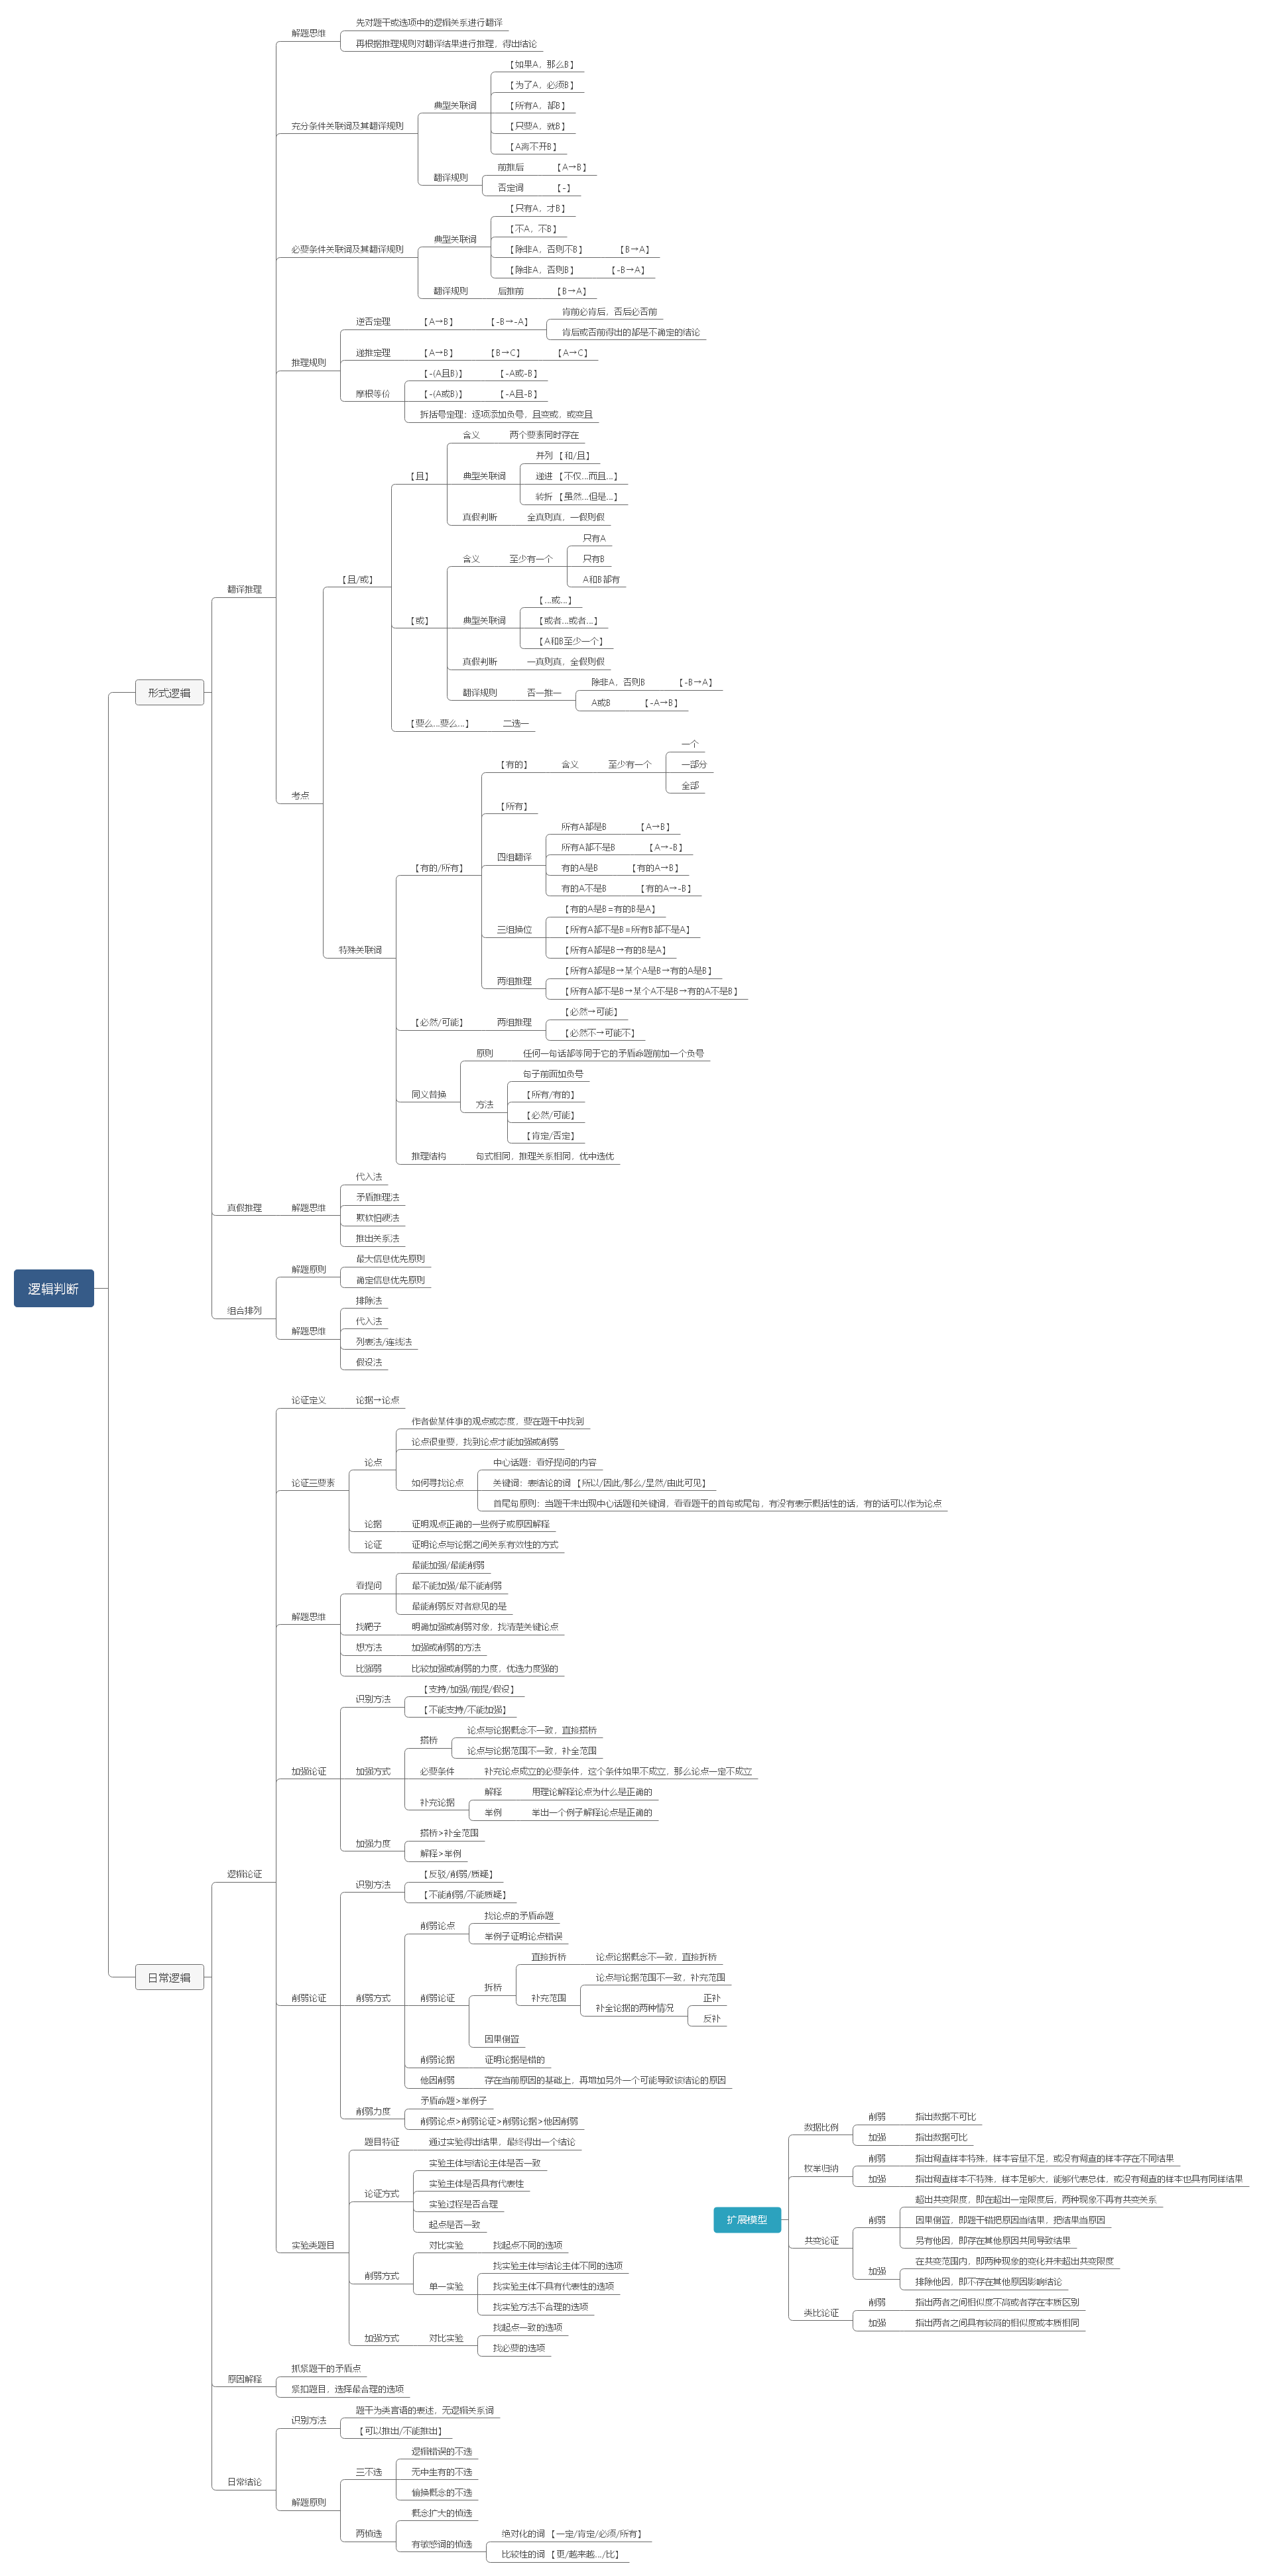 逻辑判断
形式逻辑
翻译推理
解题思维
先对题干或选项中的逻辑关系进行翻译
再根据推理规则对翻译结果进行推理，得出结论
充分条件关联词及其翻译规则
典型关联词
【如果A，那么B】
【为了A，必须B】
【所有A，都B】
【只要A，就B】
【A离不开B】
翻译规则
前推后
【A→B】
否定词
【-】
必要条件关联词及其翻译规则
典型关联词
【只有A，才B】
【不A，不B】
【除非A，否则不B】
【B→A】
【除非A，否则B】
【-B→A】
翻译规则
后推前
【B→A】
推理规则
逆否定理
【A→B】
【-B→-A】
肯前必肯后，否后必否前
肯后或否前得出的都是不确定的结论
递推定理
【A→B】
【B→C】
【A→C】
摩根等价
【-(A且B)】
【-A或-B】
【-(A或B)】
【-A且-B】
拆括号定理：逐项添加负号，且变或，或变且
考点
【且/或】
【且】
含义
两个要素同时存在
典型关联词
并列【和/且】
递进【不仅...而且...】
转折【虽然...但是...】
真假判断
全真则真，一假则假
【或】
含义
至少有一个
只有A
只有B
A和B都有
典型关联词
【...或...】
【或者...或者...】
【A和B至少一个】
真假判断
一真则真，全假则假
翻译规则
否一推一
除非A，否则B
【-B→A】
A或B
【-A→B】
【要么...要么...】
二选一
特殊关联词
【有的/所有】
【有的】
含义
至少有一个
一个
一部分
全部
【所有】
四组翻译
所有A都是B
【A→B】
所有A都不是B
【A→-B】
有的A是B
【有的A→B】
有的A不是B
【有的A→-B】
三组换位
【有的A是B=有的B是A】
【所有A都不是B=所有B都不是A】
【所有A都是B→有的B是A】
两组推理
【所有A都是B→某个A是B→有的A是B】
【所有A都不是B→某个A不是B→有的A不是B】
【必然/可能】
两组推理
【必然→可能】
【必然不→可能不】
同义替换
原则
任何一句话都等同于它的矛盾命题前加一个负号
方法
句子前面加负号
【所有/有的】
【必然/可能】
【肯定/否定】
推理结构
句式相同，推理关系相同，优中选优
真假推理
解题思维
代入法
矛盾推理法
欺软怕硬法
推出关系法
组合排列
解题原则
最大信息优先原则
确定信息优先原则
解题思维
排除法
代入法
列表法/连线法
假设法
日常逻辑
逻辑论证
论证定义
论据→论点
论证三要素
论点
作者做某件事的观点或态度，要在题干中找到
论点很重要，找到论点才能加强或削弱
如何寻找论点
中心话题：看好提问的内容
关键词：表结论的词【所以/因此/那么/显然/由此可见】
首尾句原则：当题干未出现中心话题和关键词，看看题干的首句或尾句，有没有表示概括性的话，有的话可以作为论点
论据
证明观点正确的一些例子或原因解释
论证
证明论点与论据之间关系有效性的方式
解题思维
看提问
最能加强/最能削弱
最不能加强/最不能削弱
最能削弱反对者意见的是
找靶子
明确加强或削弱对象，找清楚关键论点
想方法
加强或削弱的方法
比强弱
比较加强或削弱的力度，优选力度强的
加强论证
识别方法
【支持/加强/前提/假设】
【不能支持/不能加强】
加强方式
搭桥
论点与论据概念不一致，直接搭桥
论点与论据范围不一致，补全范围
必要条件
补充论点成立的必要条件，这个条件如果不成立，那么论点一定不成立
补充论据
解释
用理论解释论点为什么是正确的
举例
举出一个例子解释论点是正确的
加强力度
搭桥>补全范围
解释>举例
削弱论证
识别方法
【反驳/削弱/质疑】
【不能削弱/不能质疑】
削弱方式
削弱论点
找论点的矛盾命题
举例子证明论点错误
削弱论证
拆桥
直接拆桥
论点论据概念不一致，直接拆桥
补充范围
论点与论据范围不一致，补充范围
补全论据的两种情况
正补
反补
因果倒置
削弱论据
证明论据是错的
他因削弱
存在当前原因的基础上，再增加另外一个可能导致该结论的原因
削弱力度
矛盾命题>举例子
削弱论点>削弱论证>削弱论据>他因削弱
实验类题目
题目特征
通过实验得出结果，最终得出一个结论
论证方式
实验主体与结论主体是否一致
实验主体是否具有代表性
实验过程是否合理
起点是否一致
削弱方式
对比实验
找起点不同的选项
单一实验
找实验主体与结论主体不同的选项
找实验主体不具有代表性的选项
找实验方法不合理的选项
加强方式
对比实验
找起点一致的选项
找必要的选项
原因解释
抓紧题干的矛盾点
紧扣题目，选择最合理的选项
日常结论
识别方法
题干为类言语的表述，无逻辑关系词
【可以推出/不能推出】
解题原则
三不选
逻辑错误的不选
无中生有的不选
偷换概念的不选
两慎选
概念扩大的慎选
有敏感词的慎选
绝对化的词【一定/肯定/必须/所有】
比较性的词【更/越来越.../比】
扩展模型
数据比例
削弱
指出数据不可比
加强
指出数据可比
枚举归纳
削弱
指出调查样本特殊，样本容量不足，或没有调查的样本存在不同结果
加强
指出调查样本不特殊，样本足够大，能够代表总体，或没有调查的样本也具有同样结果
共变论证
削弱
超出共变限度，即在超出一定限度后，两种现象不再有共变关系
因果倒置，即题干错把原因当结果，把结果当原因
另有他因，即存在其他原因共同导致结果
加强
在共变范围内，即两种现象的变化并未超出共变限度
排除他因，即不存在其他原因影响结论
类比论证
削弱
指出两者之间相似度不高或者存在本质区别
加强
指出两者之间具有较高的相似度或本质相同